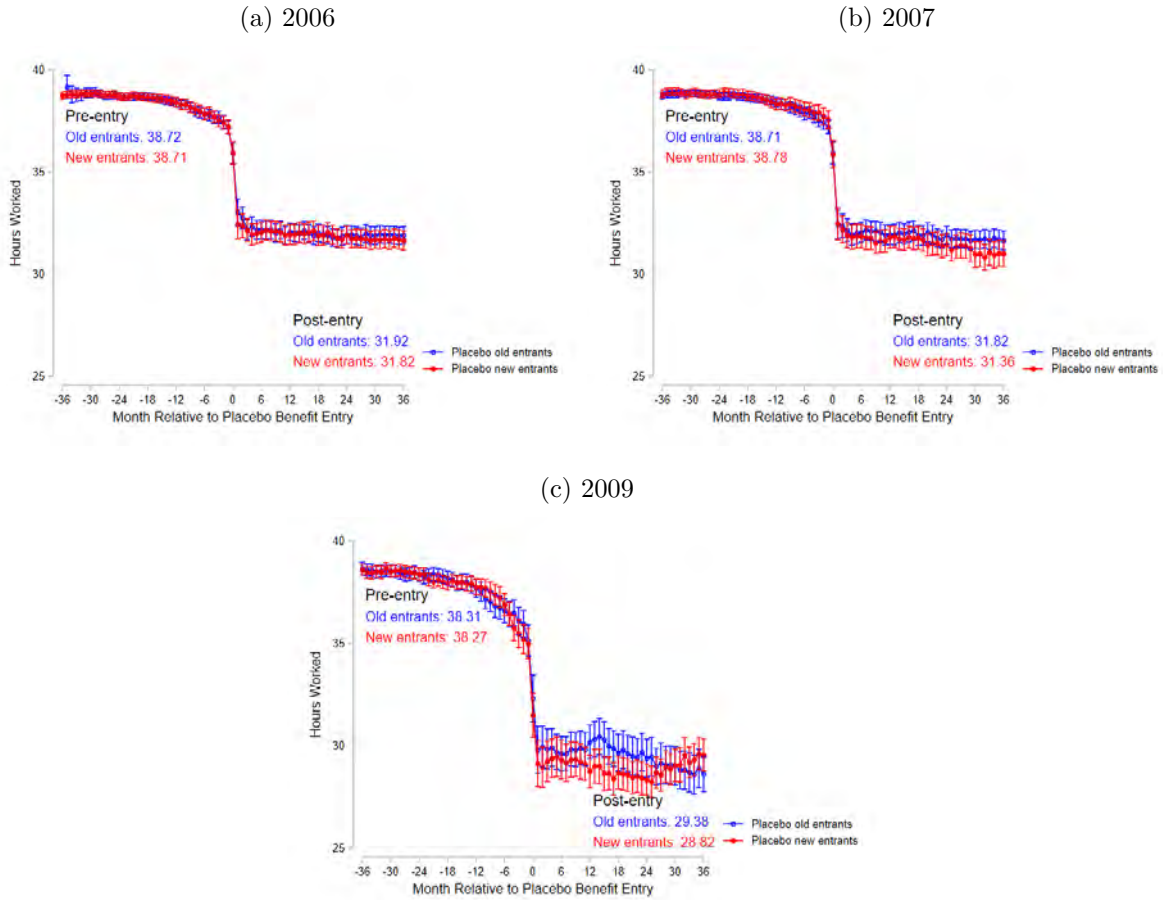 (a) 2006
40
35
30
25
Hours Worked
Pre-entry
Old entrants: 38.72
New entrants: 38.71
Post-entry
Old entrants: 31.92
New entrants: 31.82
Placebo old entrants
Placebo new entrants
-36 -30 -24 -18 -12 -6 0 6 12 18 24 30 36
Month Relative to Placebo Benefit Entry
(b) 2007
40
35
30
25
Hours Worked
Pre-entry
Old entrants: 38.71
New entrants: 38.78
Post-entry
Old entrants: 31.82
New entrants: 31.36
Placebo old entrants
Placebo new entrants
-36 -30 -24 -18 -12 -6 0 6 12 18 24 30 36
Month Relative to Placebo Benefit Entry
(c) 2009
40
35
30
25
Hours Worked
Pre-entry
Old entrants: 38.31
New entrants: 38.27
Post-entry
Old entrants: 29.38
New entrants: 28.82
Placebo old entrants
Placebo new entrants
-36 -30 -24 -18 -12 -6 0 6 12 18 24 30 36
Month Relative to Placebo Benefit Entry